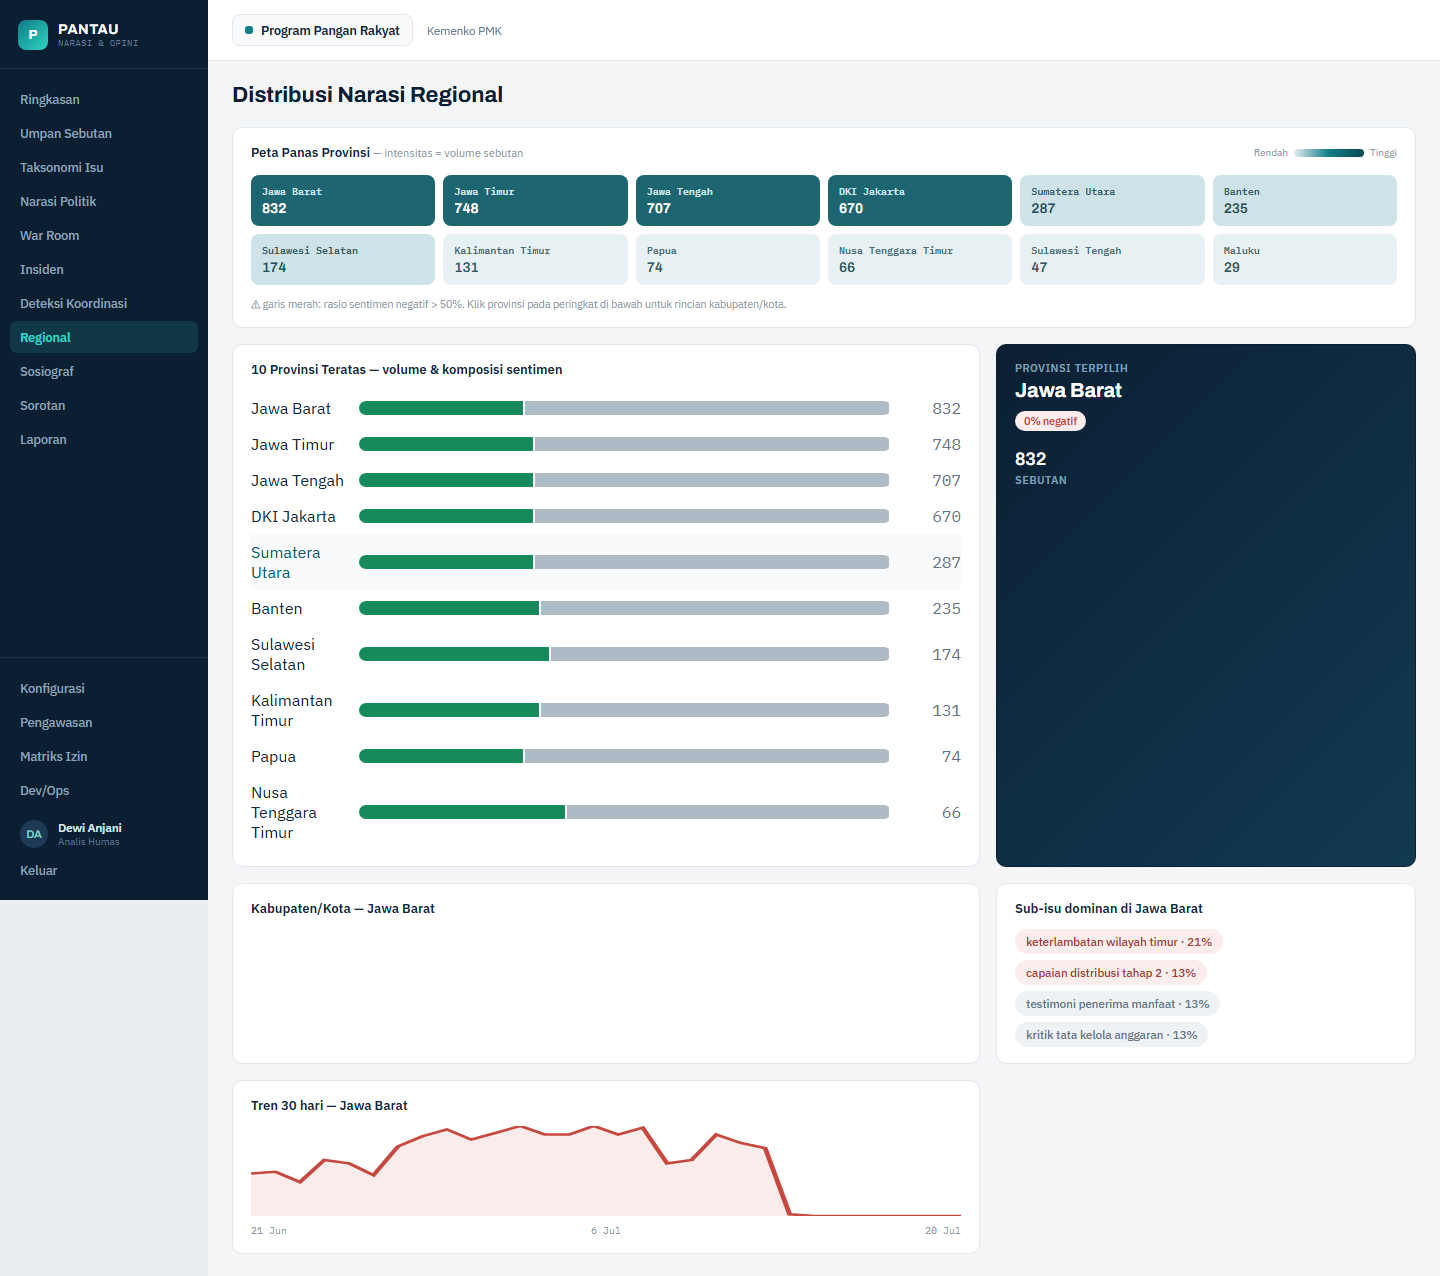 P
PANTAU
NARASI & OPINI
Ringkasan
Umpan Sebutan
Taksonomi Isu
Narasi Politik
War Room
Insiden
Deteksi Koordinasi
Regional
Sosiograf
Sorotan
Laporan
Konfigurasi
Pengawasan
Matriks Izin
Dev/Ops
DA
Dewi Anjani
Analis Humas
Keluar
Program Pangan Rakyat
Kemenko PMK
Distribusi Narasi Regional
Peta Panas Provinsi — intensitas = volume sebutan
Rendah
Tinggi
Jawa Barat
832
Jawa Timur
748
Jawa Tengah
707
DKI Jakarta
670
Sumatera Utara
287
Banten
235
Sulawesi Selatan
174
Kalimantan Timur
131
Papua
74
Nusa Tenggara Timur
66
Sulawesi Tengah
47
Maluku
29
⚠ garis merah: rasio sentimen negatif > 50%. Klik provinsi pada peringkat di bawah untuk rincian kabupaten/kota.
10 Provinsi Teratas — volume & komposisi sentimen
Jawa Barat
832
Jawa Timur
748
Jawa Tengah
707
DKI Jakarta
670
Sumatera
Utara
287
Banten
235
Sulawesi
Selatan
174
Kalimantan
Timur
131
Papua
74
Nusa
Tenggara
Timur
66
PROVINSI TERPILIH
Jawa Barat
0% negatif
832
SEBUTAN
Kabupaten/Kota — Jawa Barat
Sub-isu dominan di Jawa Barat
keterlambatan wilayah timur · 21%
capaian distribusi tahap 2 · 13%
testimoni penerima manfaat · 13%
kritik tata kelola anggaran · 13%
Tren 30 hari — Jawa Barat
21 Jun
6 Jul
20 Jul